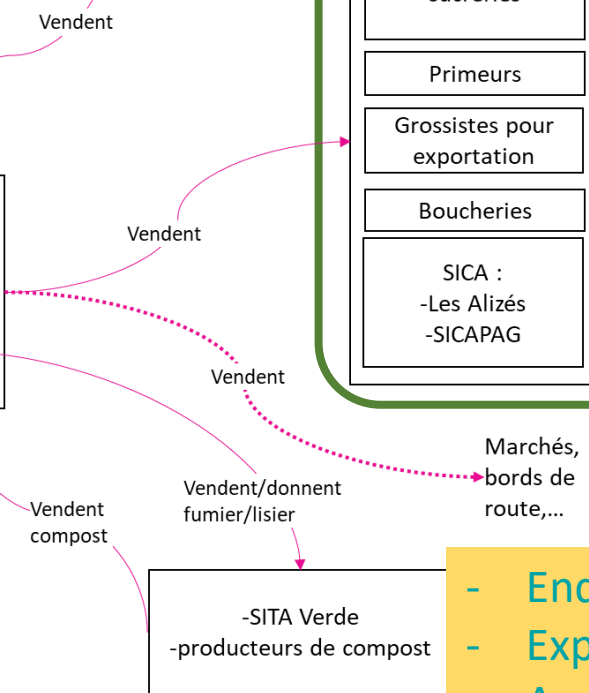 Vendent
Primeurs
Grossistes pour
exportation
Vendent
Boucheries
SICA :
-Les Alizés
-SICAPAG
Vendent
Marchés,
bords de
route,...
Vendent/donnent
fumier/lisier
Vendent
compost
-SITA Verde
-producteurs de compost
-
-